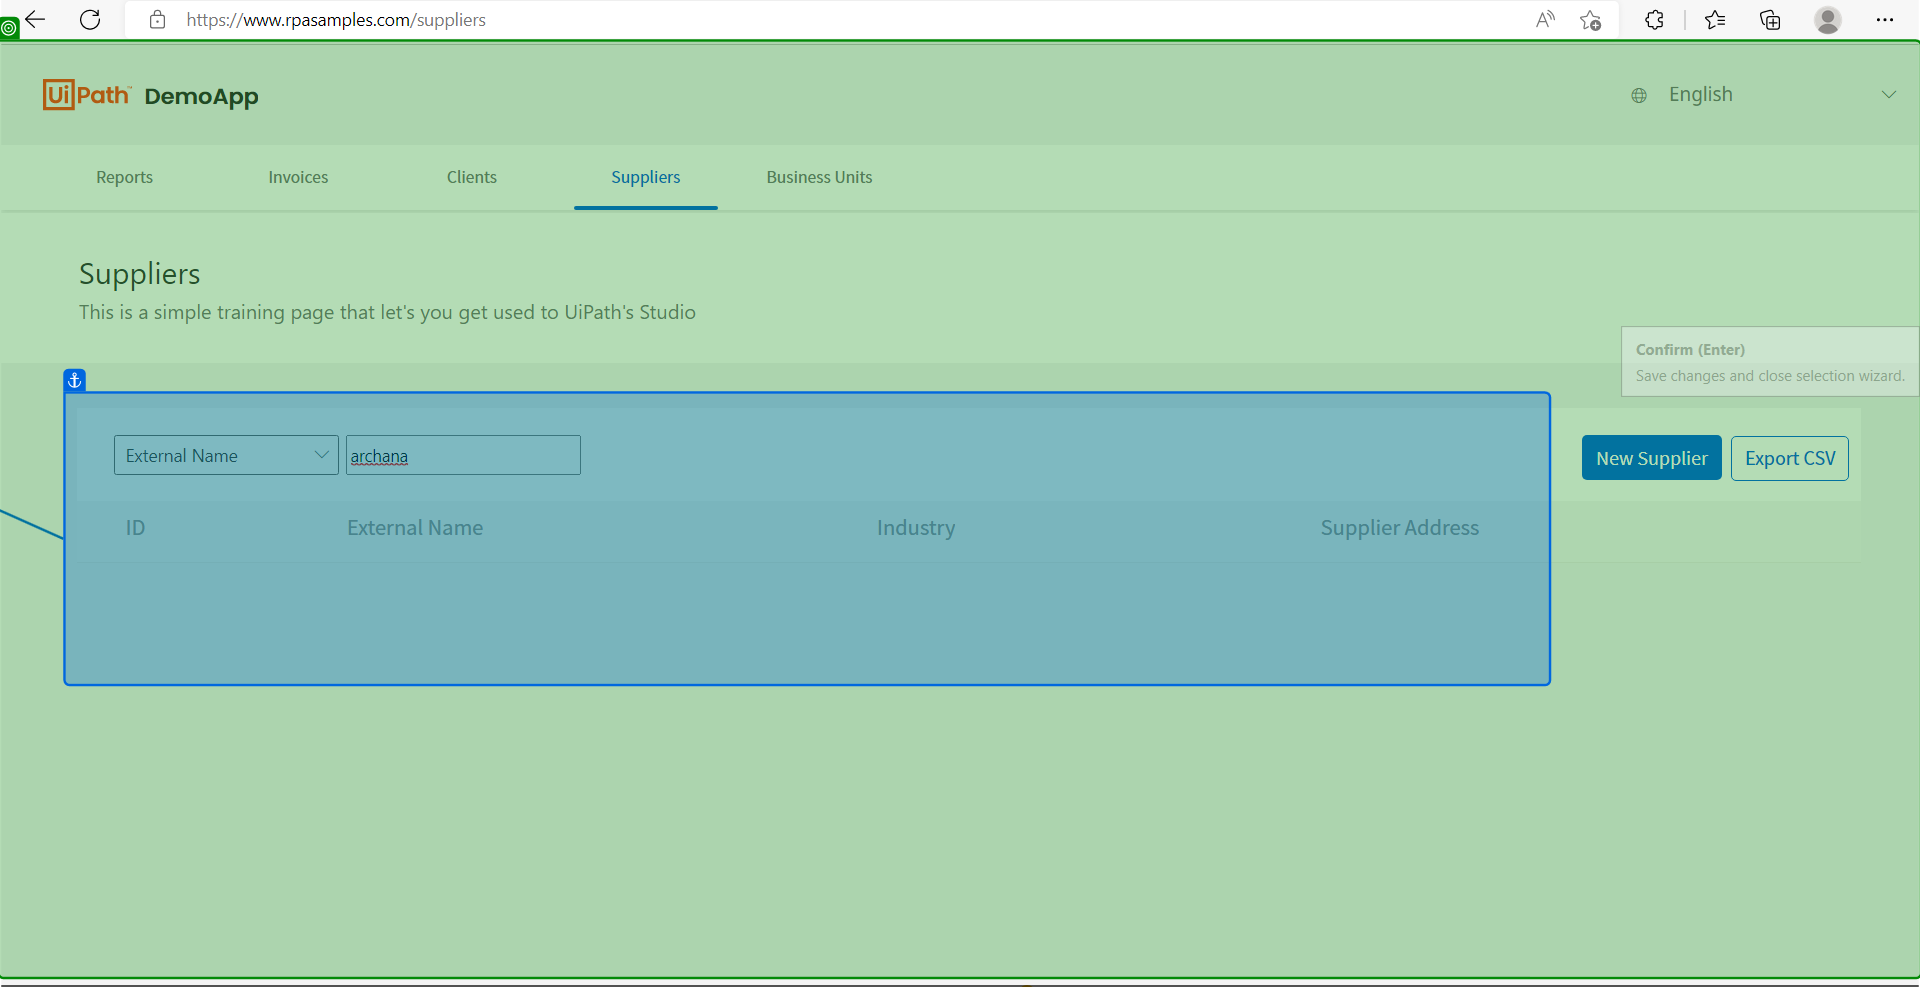 https://www.rpasamples.com/suppliers
UiPath™ DemoApp
English
Reports Invoices Clients Suppliers Business Units
Suppliers
This is a simple training page that let's you get used to UiPath's Studio
Confirm (Enter)
Save changes and close selection wizard.
External Name archana New Supplier Export CSV
ID External Name Industry Supplier Address